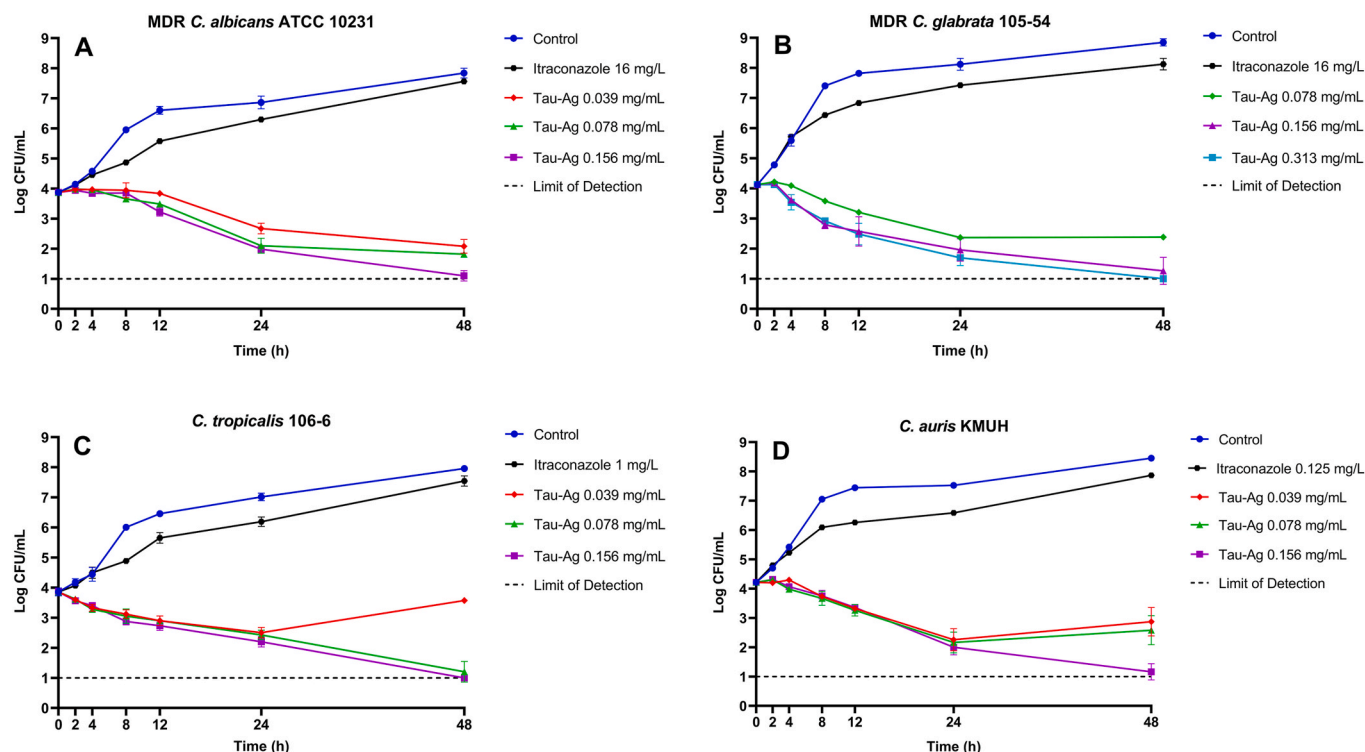 MDR C. albicans ATCC 10231
A
Log CFU/mL
9
8
7
6
5
4
3
2
1
0
0 2 4 8 12 24 48
Time (h)
Control
Itraconazole 16 mg/L
Tau-Ag 0.039 mg/mL
Tau-Ag 0.078 mg/mL
Tau-Ag 0.156 mg/mL
Limit of Detection
MDR C. glabrata 105-54
B
Log CFU/mL
9
8
7
6
5
4
3
2
1
0
0 2 4 8 12 24 48
Time (h)
Control
Itraconazole 16 mg/L
Tau-Ag 0.078 mg/mL
Tau-Ag 0.156 mg/mL
Tau-Ag 0.313 mg/mL
Limit of Detection
C. tropicalis 106-6
C
Log CFU/mL
9
8
7
6
5
4
3
2
1
0
0 2 4 8 12 24 48
Time (h)
Control
Itraconazole 1 mg/L
Tau-Ag 0.039 mg/mL
Tau-Ag 0.078 mg/mL
Tau-Ag 0.156 mg/mL
Limit of Detection
C. auris KMUH
D
Log CFU/mL
9
8
7
6
5
4
3
2
1
0
0 2 4 8 12 24 48
Time (h)
Control
Itraconazole 0.125 mg/L
Tau-Ag 0.039 mg/mL
Tau-Ag 0.078 mg/mL
Tau-Ag 0.156 mg/mL
Limit of Detection